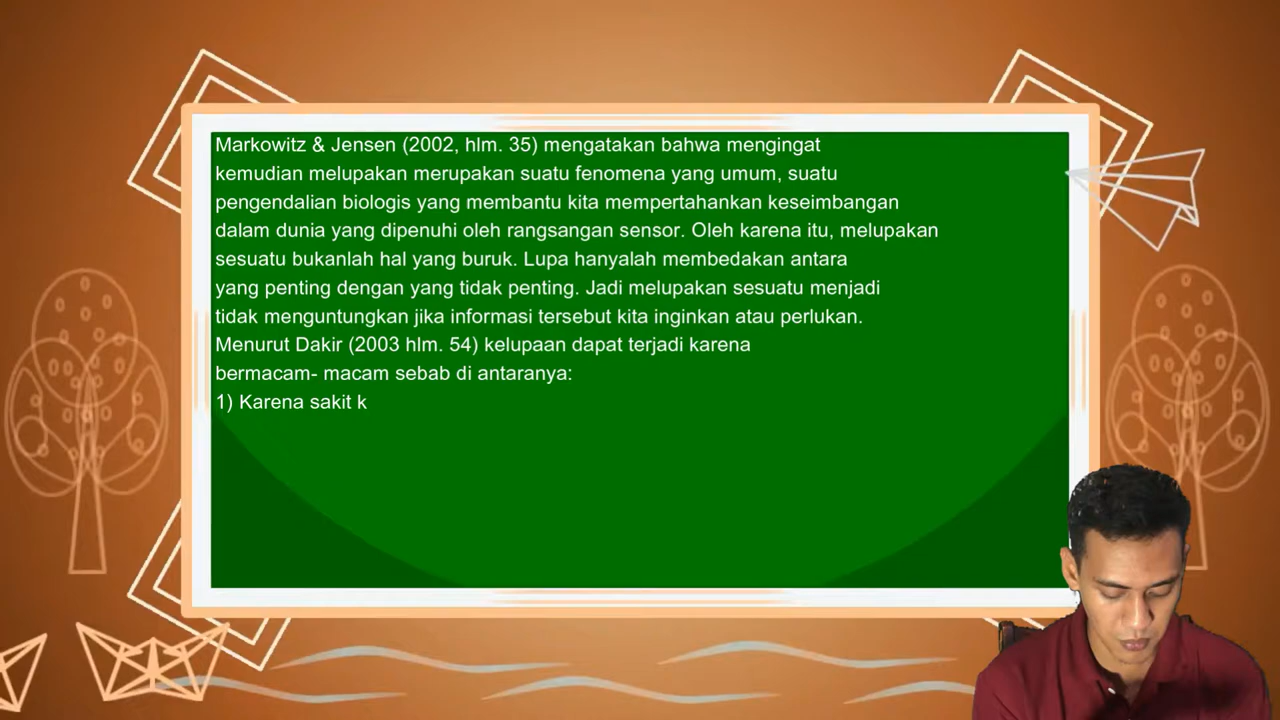 Markowitz & Jensen (2002, hlm. 35) mengatakan bahwa mengingat
kemudian melupakan merupakan suatu fenomena yang umum, suatu
pengendalian biologis yang membantu kita mempertahankan keseimbangan
dalam dunia yang dipenuhi oleh rangsangan sensor. Oleh karena itu, melupakan
sesuatu bukanlah hal yang buruk. Lupa hanyalah membedakan antara
yang penting dengan yang tidak penting. Jadi melupakan sesuatu menjadi
tidak menguntungkan jika informasi tersebut kita inginkan atau perlukan.
Menurut Dakir (2003 hlm. 54) kelupaan dapat terjadi karena
bermacam- macam sebab di antaranya:
1) Karena sakit k